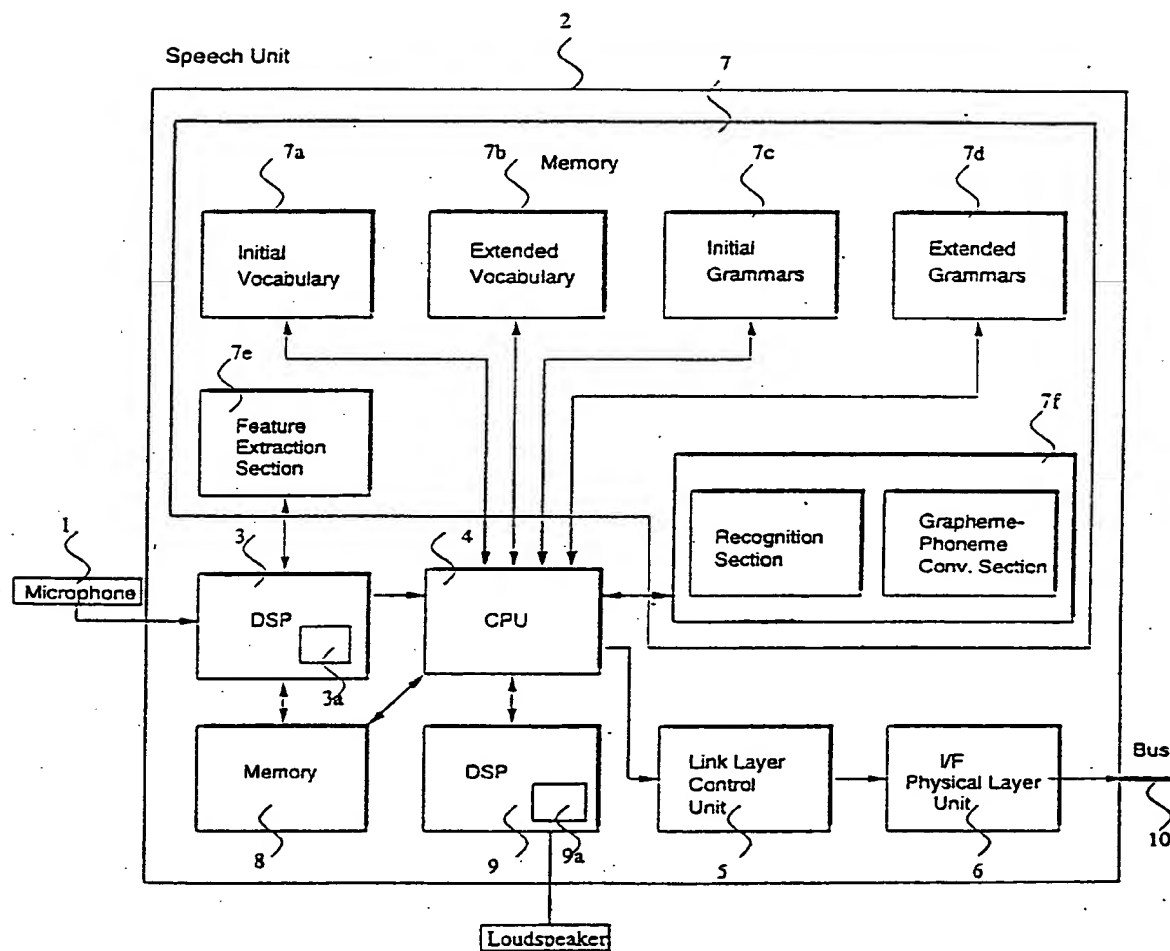 2
Speech Unit
7
7a
7b
Memory
7c
7d
Initial
Vocabulary
Extended
Vocabulary
Initial
Grammars
Extended
Grammars
7e
Feature
Extraction
Section
7f
Recognition
Section
Grapheme-
Phoneme
Conv. Section
1
Microphone
3
DSP
3a
4
CPU
Memory
8
DSP
9
9a
Link Layer
Control
Unit
5
I/F
Physical Layer
Unit
6
Bus
10
Loudspeaker